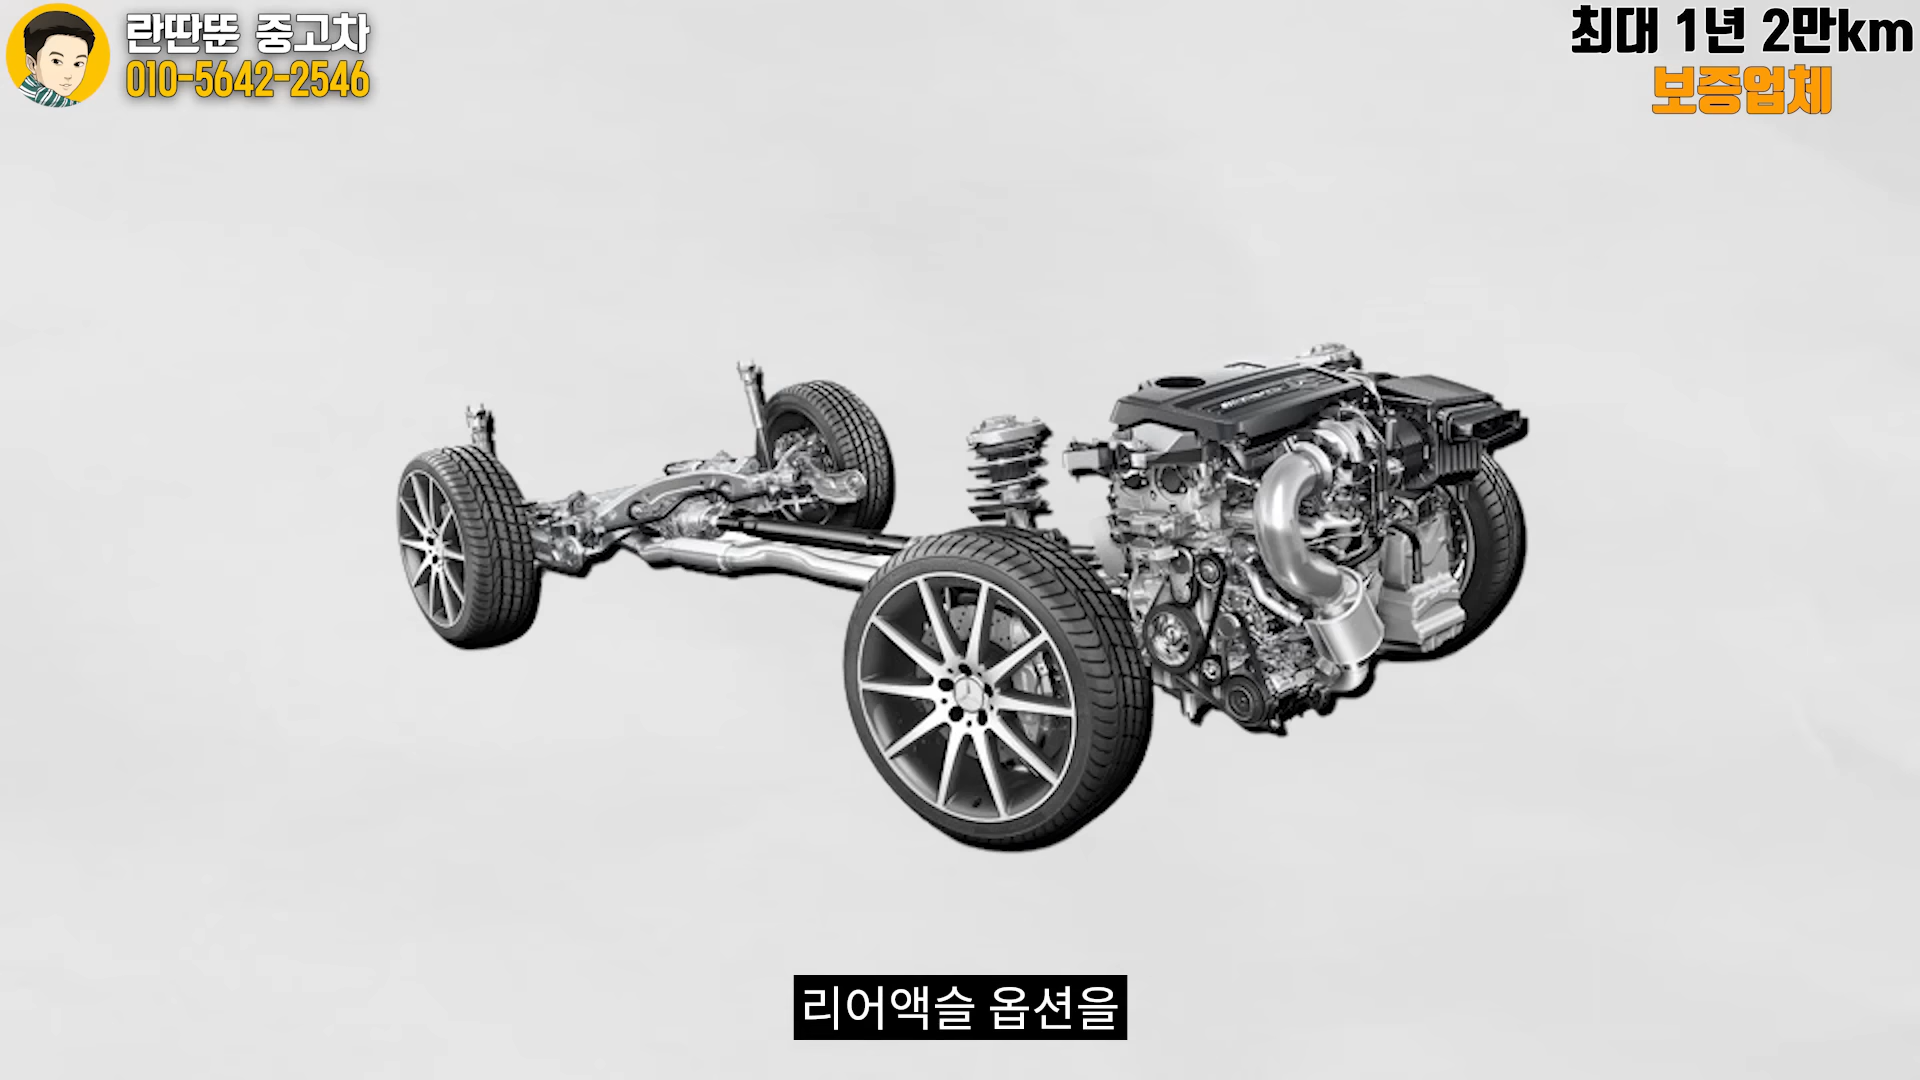 란딴뚠 중고차
010-5642-2546
최대 1년 2만km
보증업체
리어액슬 옵션을